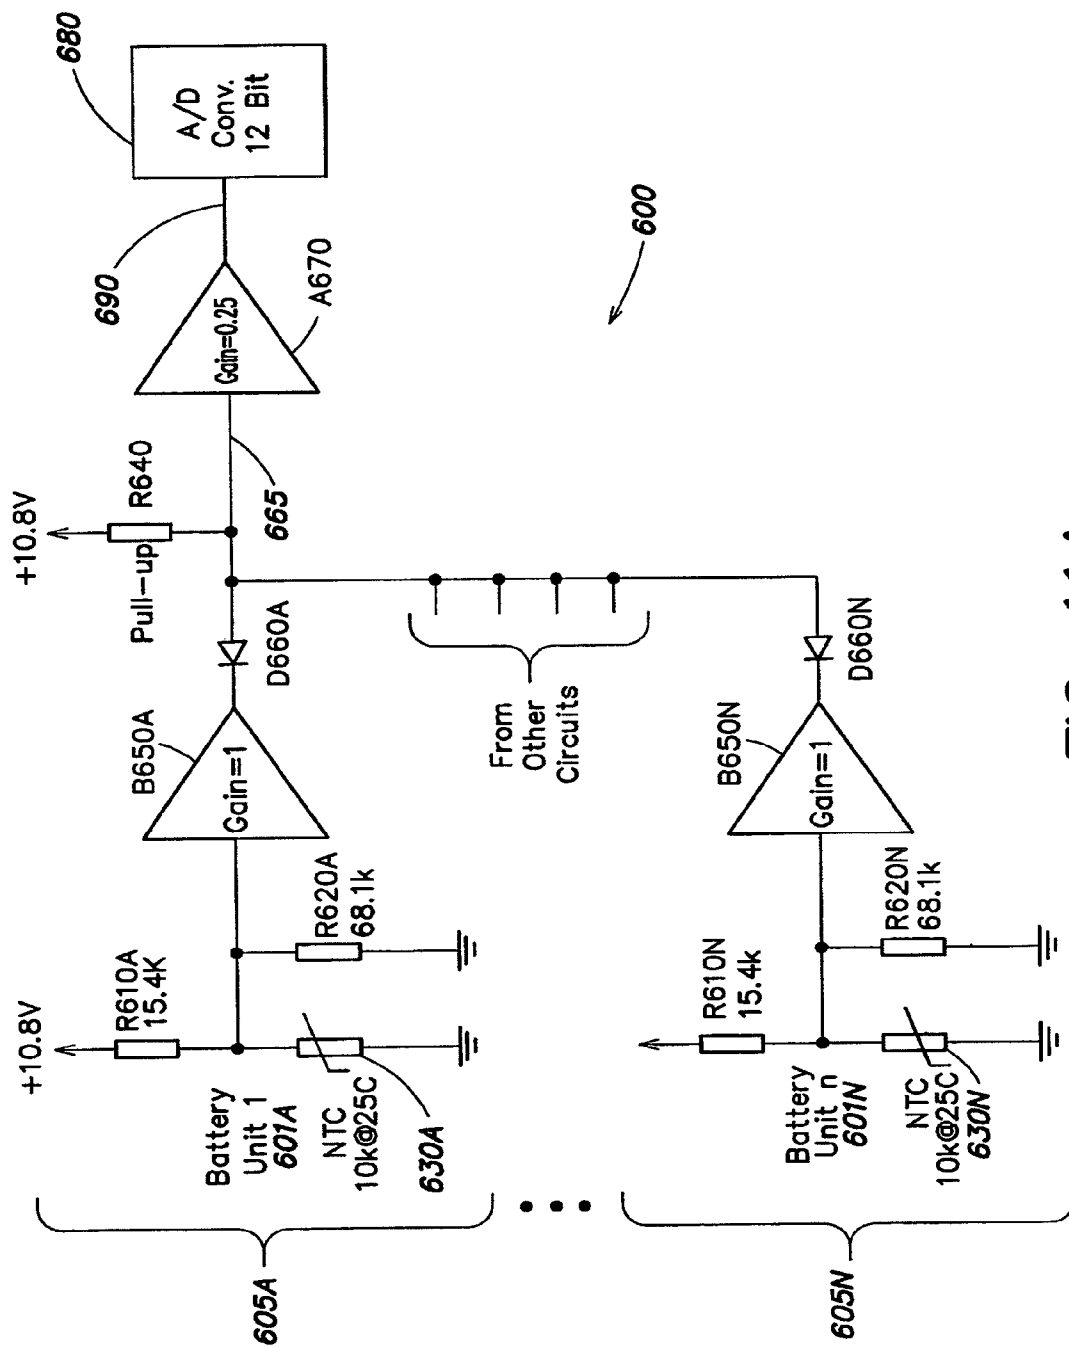 +10.8V
R610A
15.4K
Battery
Unit 1
601A
NTC
10k@25C
630A
R620A
68.1k
605A
B650A
Gain=1
D660A
+10.8V
Pull-up
R640
665
Gain=0.25
A670
690
A/D
Conv.
12 Bit
680
600
From
Other
Circuits
R610N
15.4k
Battery
Unit n
601N
NTC
10k@25C
630N
R620N
68.1k
605N
B650N
Gain=1
D660N